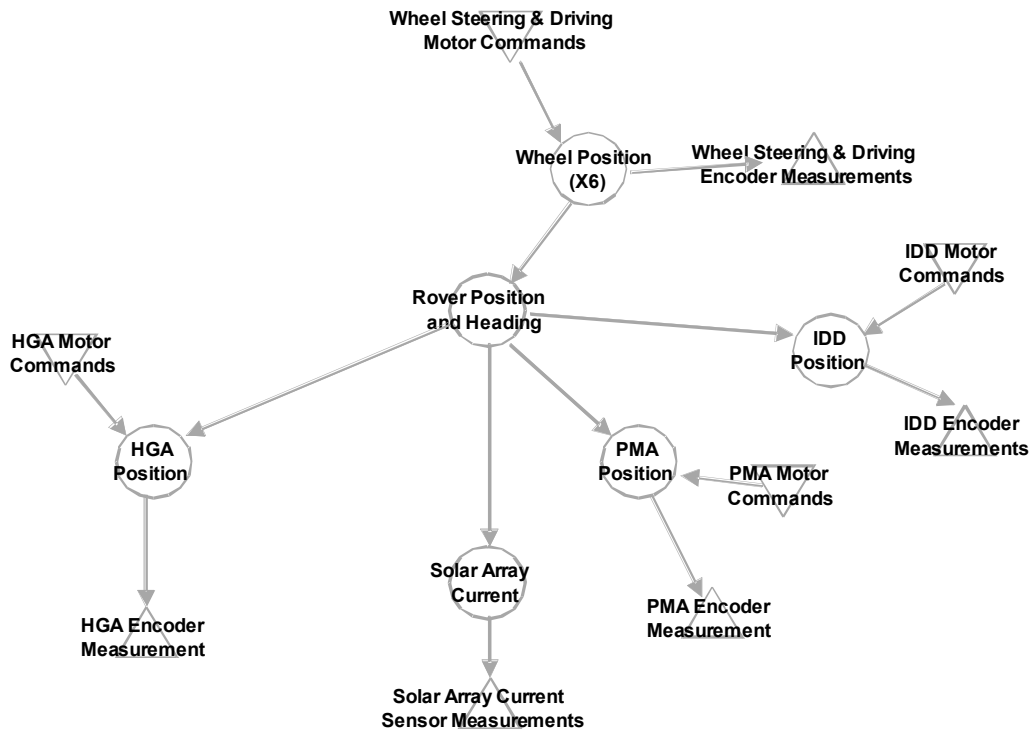 Wheel Steering & Driving
Motor Commands
Wheel Position
(X6)
Wheel Steering & Driving
Encoder Measurements
IDD Motor
Commands
Rover Position
and Heading
HGA Motor
Commands
IDD
Position
IDD Encoder
Measurements
HGA
Position
PMA
Position
PMA Motor
Commands
Solar Array
Current
HGA Encoder
Measurement
PMA Encoder
Measurement
Solar Array Current
Sensor Measurements